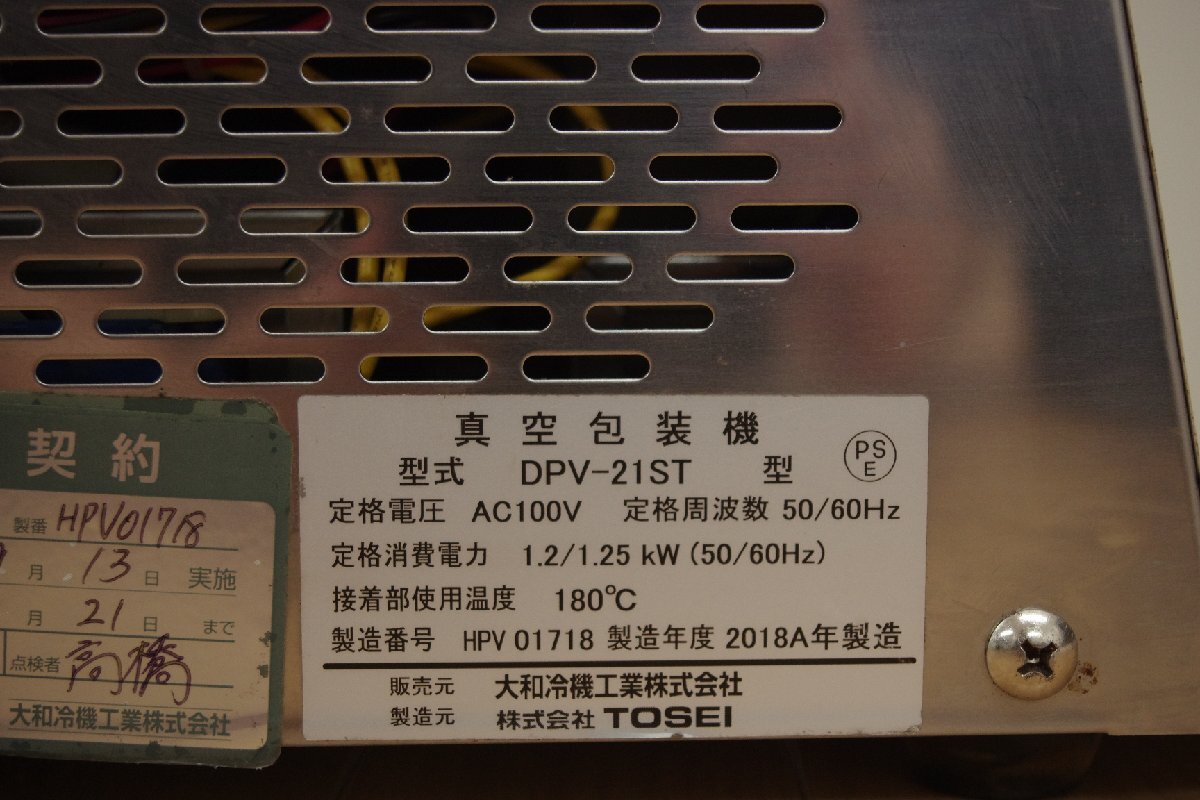 真空包装機
型式 DPV-21ST 型
PS
E
定格電圧 AC100V 定格周波数 50/60Hz
定格消費電力 1.2/1.25 kW (50/60Hz)
接着部使用温度 180℃
製造番号 HPV 01718 製造年度 2018A年製造
販売元 大和冷機工業株式会社
製造元 株式会社 TOSEI
契約
製番 HPV01718
月 13 日 実施
月 21 日 まで
点検者 高橋
大和冷機工業株式会社